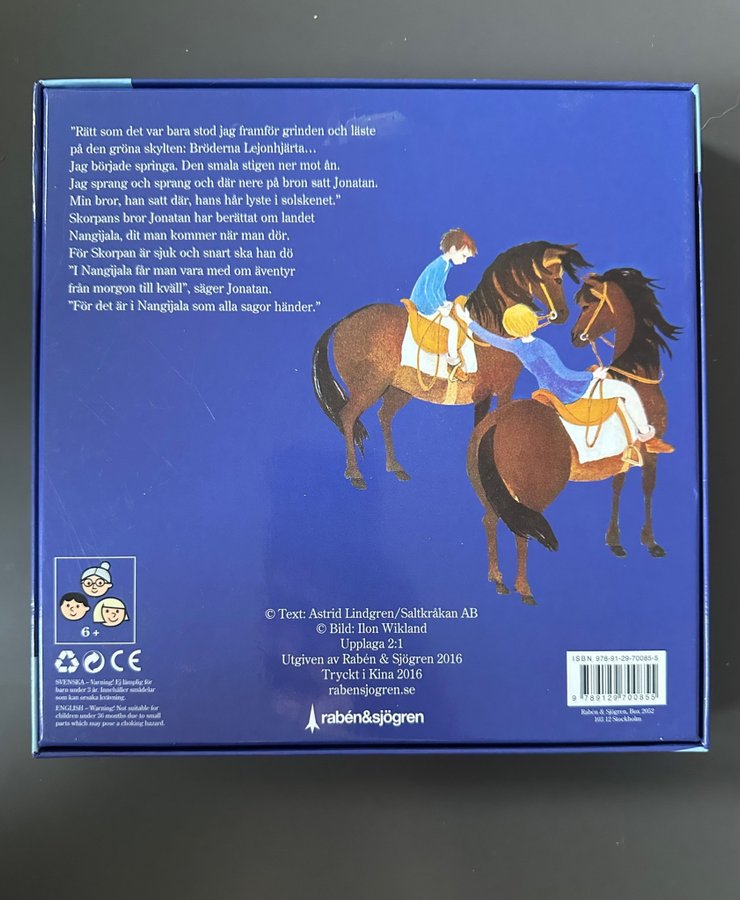 ”Rätt som det var bara stod jag framför grinden och läste
på den gröna skylten: Bröderna Lejonhjärta…
Jag började springa. Den smala stigen ner mot ån.
Jag sprang och sprang och där nere på bron satt Jonatan.
Min bror, han satt där, hans hår lyste i solskenet.”
Skorpans bror Jonatan har berättat om landet
Nangijala, dit man kommer när man dör.
För Skorpan är sjuk och snart ska han dö
”I Nangijala får man vara med om äventyr
från morgon till kväll”, säger Jonatan.
”För det är i Nangijala som alla sagor händer.”
6+
CE
SVENSKA – Varning! Ej lämplig för
barn under 3 år. Innehåller smådelar
som kan orsaka kvävning.
ENGLISH – Warning! Not suitable for
children under 36 months due to small
parts which may pose a choking hazard.
© Text: Astrid Lindgren/Saltkråkan AB
© Bild: Ilon Wikland
Upplaga 2:1
Utgiven av Rabén & Sjögren 2016
Tryckt i Kina 2016
rabensjogren.se
rabén&sjögren
ISBN 978-91-29-70085-5
9 789129 700855
Rabén & Sjögren, Box 2052
103 12 Stockholm